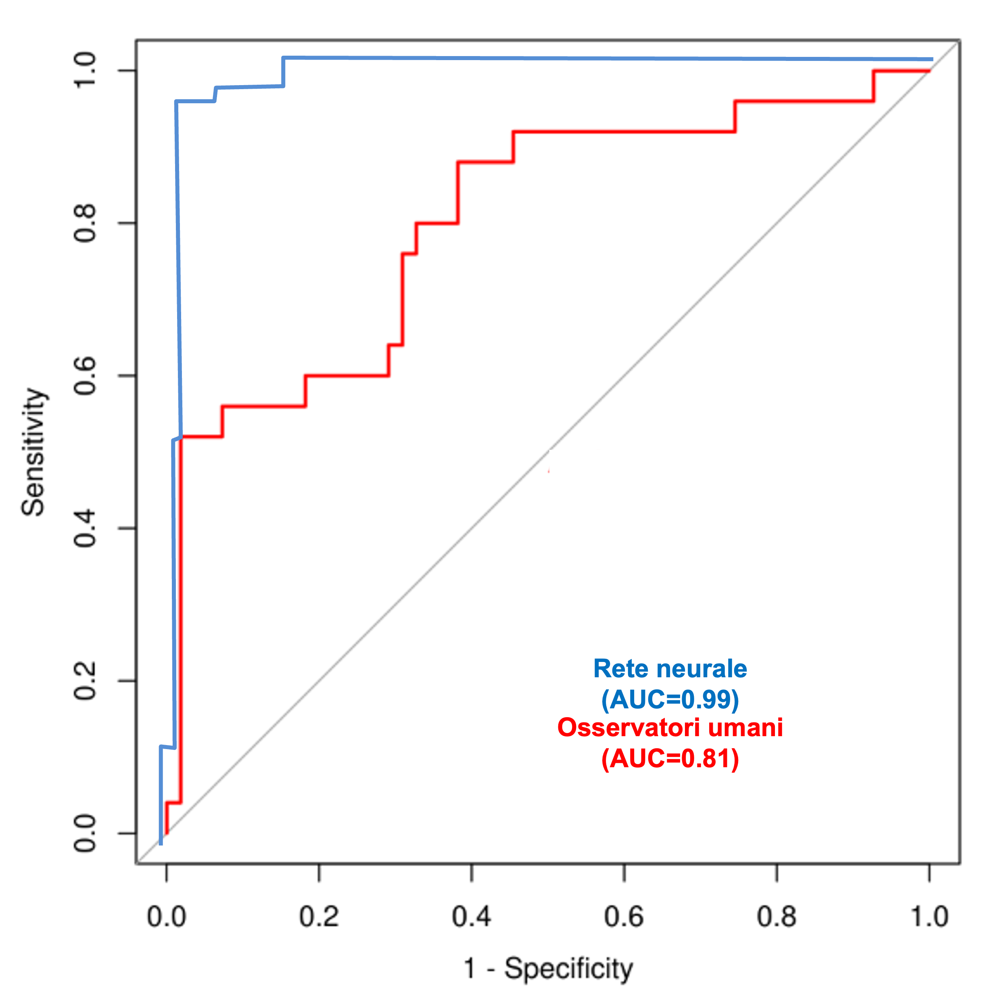 1.0
0.8
0.6
0.4
0.2
0.0
Sensitivity
Rete neurale
(AUC=0.99)
Osservatori umani
(AUC=0.81)
0.0 0.2 0.4 0.6 0.8 1.0
1 - Specificity